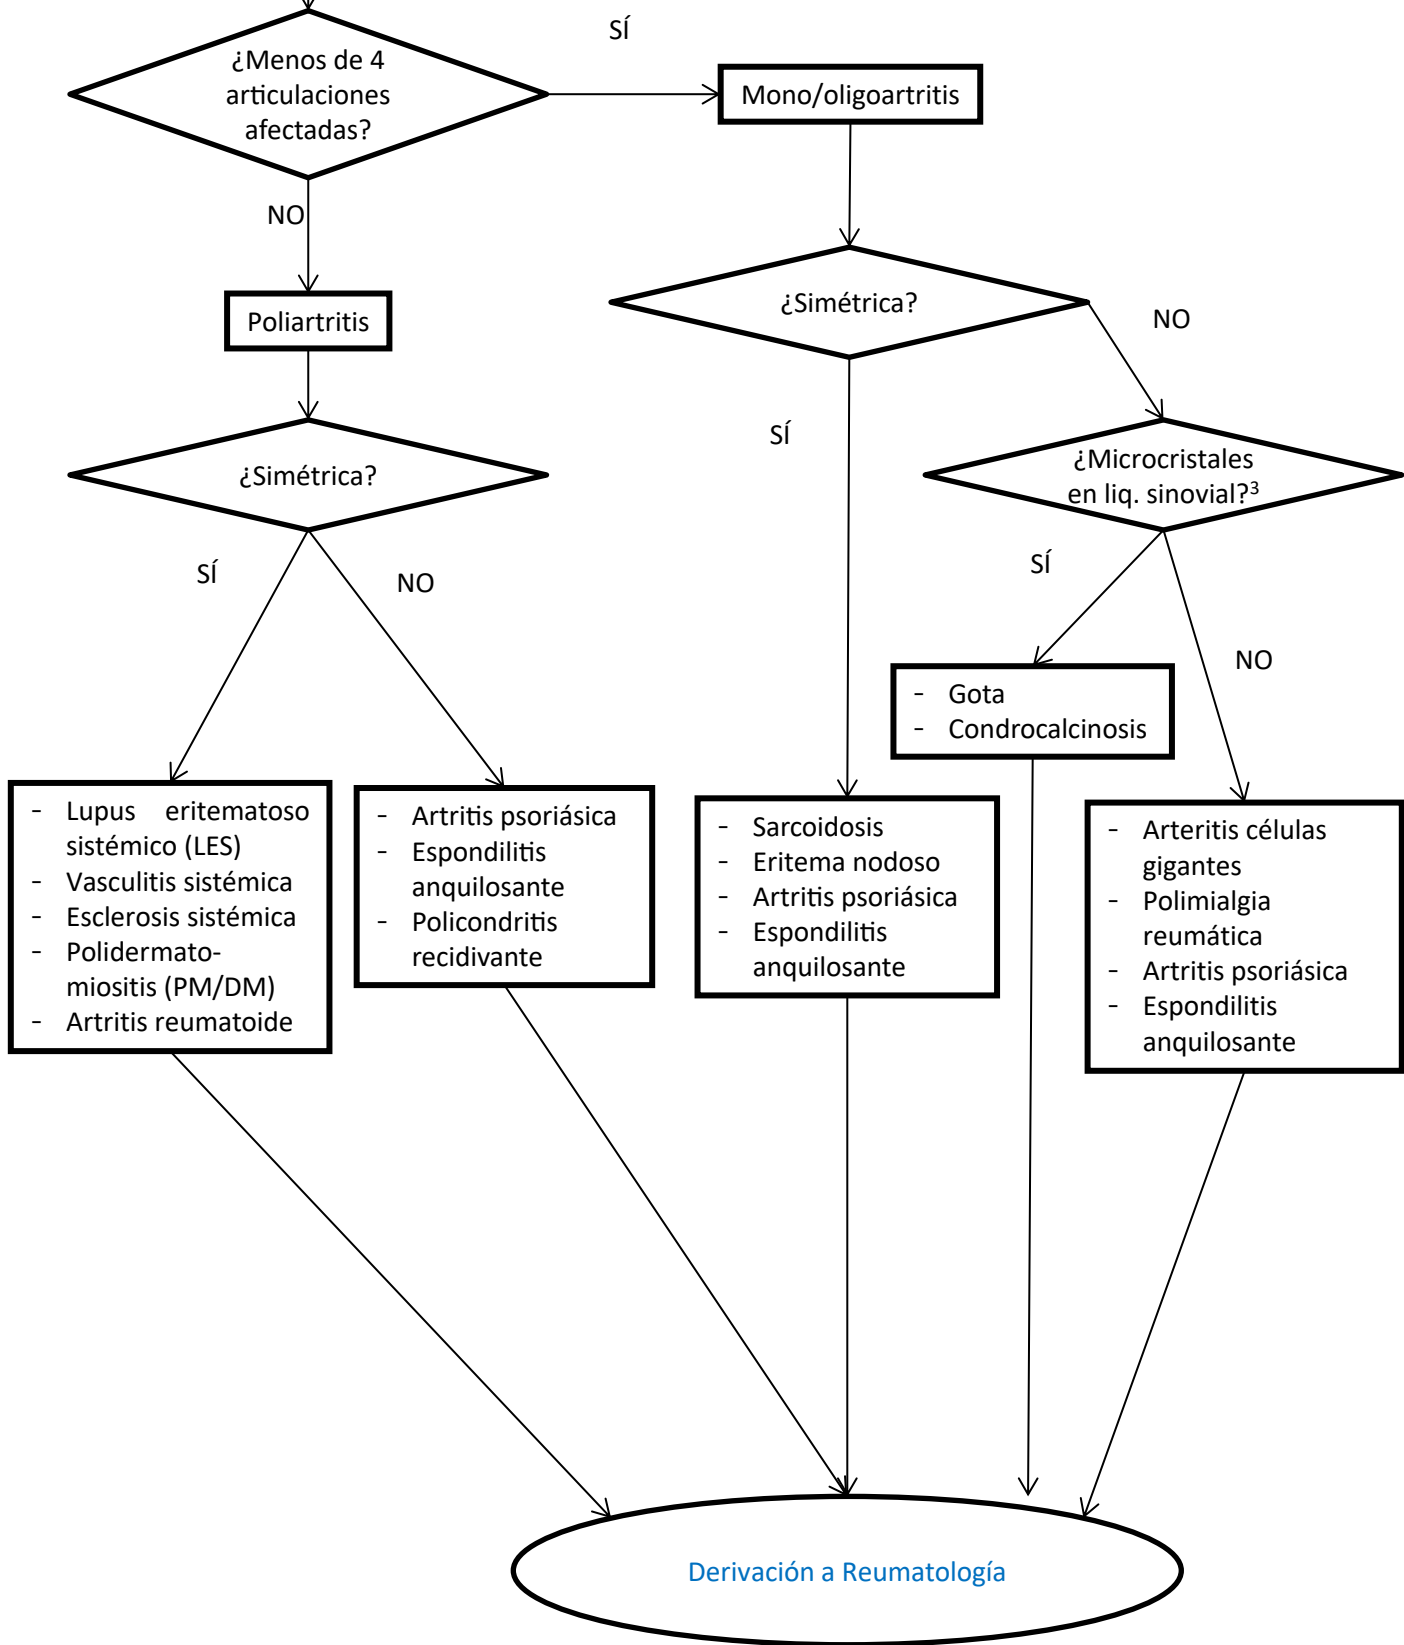 SÍ
¿Menos de 4
articulaciones
afectadas?
Mono/oligoartritis
NO
Poliartritis
¿Simétrica?
NO
¿Simétrica?
SÍ
¿Microcristales
en liq. sinovial?³
SÍ
NO
SÍ
NO
- Gota
- Condrocalcinosis
- Lupus eritematoso
sistémico (LES)
- Vasculitis sistémica
- Esclerosis sistémica
- Polidermato-
miositis (PM/DM)
- Artritis reumatoide
- Artritis psoriásica
- Espondilitis
anquilosante
- Policondritis
recidivante
- Sarcoidosis
- Eritema nodoso
- Artritis psoriásica
- Espondilitis
anquilosante
- Arteritis células
gigantes
- Polimialgia
reumática
- Artritis psoriásica
- Espondilitis
anquilosante
Derivación a Reumatología